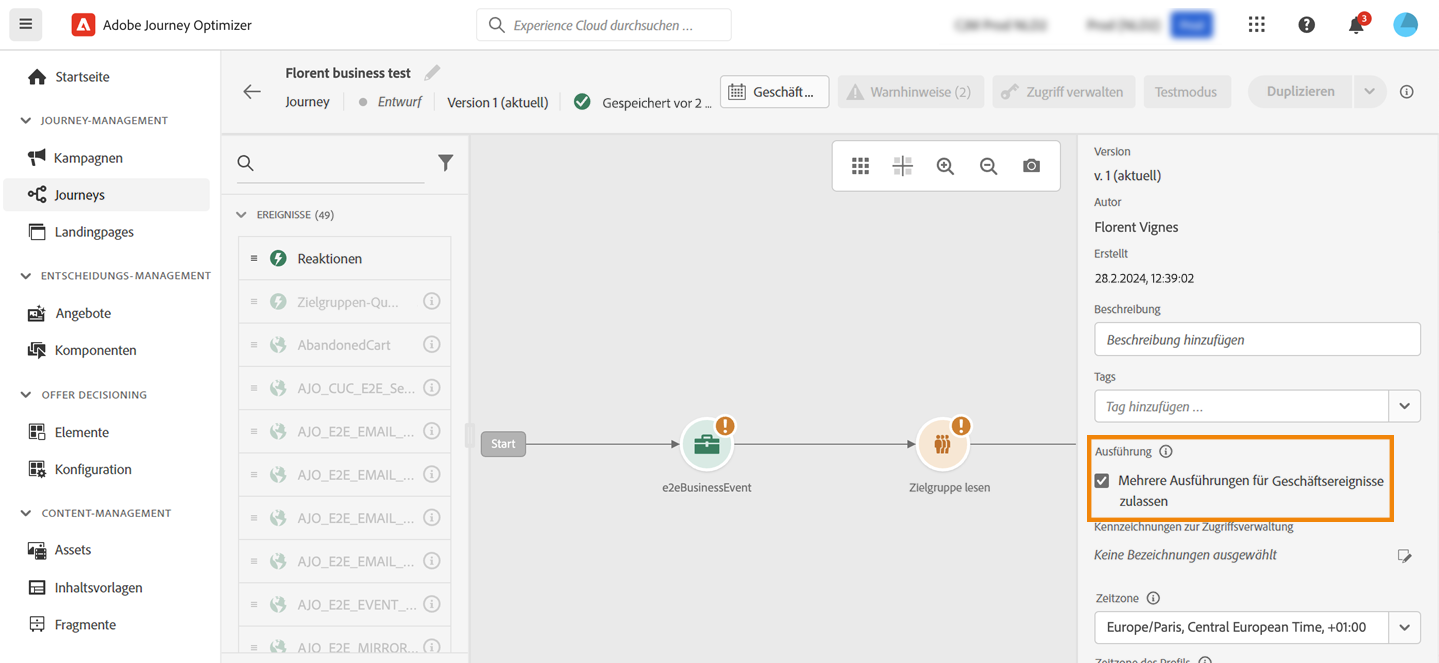 Adobe Journey Optimizer
Experience Cloud durchsuchen ...
3
Startseite
JOURNEY-MANAGEMENT
Kampagnen
Journeys
Landingpages
ENTSCHEIDUNGS-MANAGEMENT
Angebote
Komponenten
OFFER DECISIONING
Elemente
Konfiguration
CONTENT-MANAGEMENT
Assets
Inhaltsvorlagen
Fragmente
Florent business test
Journey
Entwurf
Version 1 (aktuell)
Gespeichert vor 2 ...
Geschäft ...
Warnhinweise (2)
Zugriff verwalten
Testmodus
Duplizieren
EREIGNISSE (49)
Reaktionen
Zielgruppen-Qu...
AbandonedCart
AJO_CUC_E2E_Se...
AJO_E2E_EMAIL_...
AJO_E2E_EMAIL_...
AJO_E2E_EMAIL_...
AJO_E2E_EMAIL_...
AJO_E2E_EVENT_...
AJO_E2E_MIRROR...
Start
e2eBusinessEvent
Zielgruppe lesen
Version
v. 1 (aktuell)
Autor
Florent Vignes
Erstellt
28.2.2024, 12:39:02
Beschreibung
Beschreibung hinzufügen
Tags
Tag hinzufügen ...
Ausführung
Mehrere Ausführungen für Geschäftsereignisse
zulassen
Kennzeichnungen zur Zugriffsverwaltung
Keine Bezeichnungen ausgewählt
Zeitzone
Europe/Paris, Central European Time, +01:00
Zeitzone des Profils